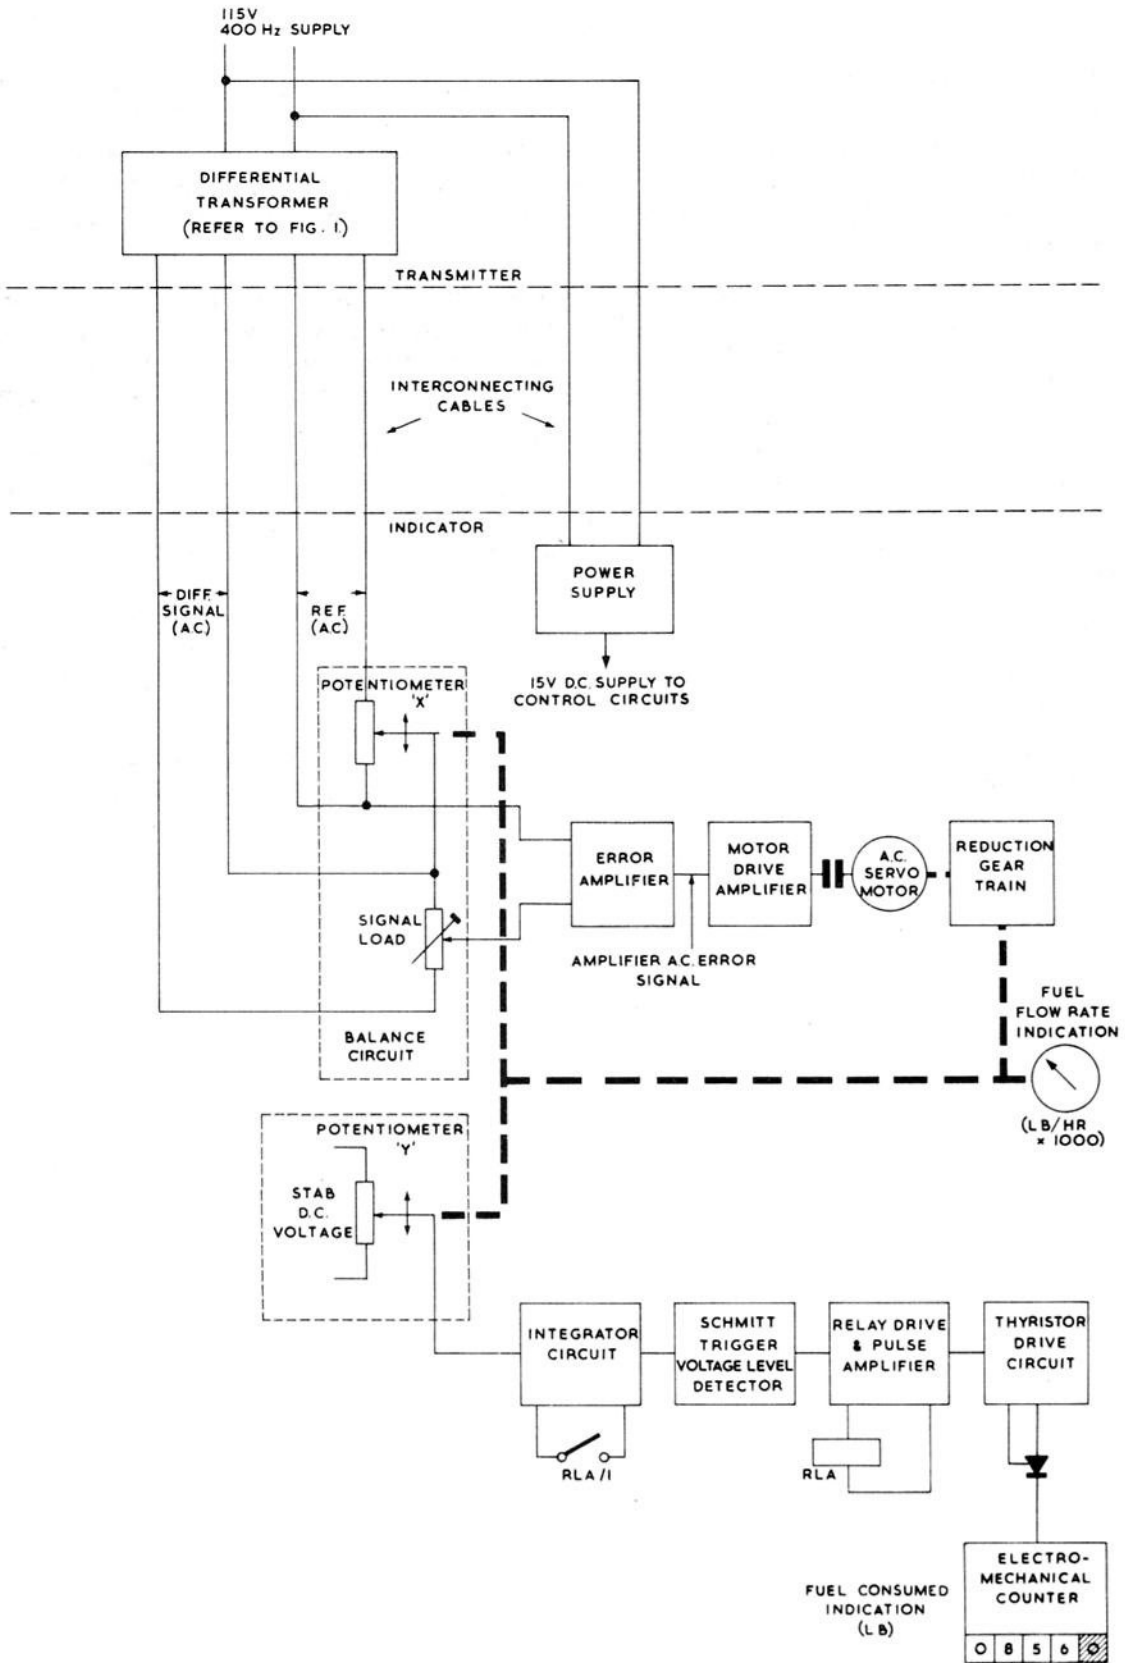 115V
400 Hz SUPPLY
DIFFERENTIAL
TRANSFORMER
(REFER TO FIG. 1.)
TRANSMITTER
INTERCONNECTING
CABLES
INDICATOR
POWER
SUPPLY
DIFF.
SIGNAL
(A.C)
REF.
(A.C)
15V D.C. SUPPLY TO
CONTROL CIRCUITS
POTENTIOMETER
'X'
ERROR
AMPLIFIER
MOTOR
DRIVE
AMPLIFIER
A.C.
SERVO
MOTOR
REDUCTION
GEAR
TRAIN
SIGNAL
LOAD
AMPLIFIER A.C. ERROR
SIGNAL
FUEL
FLOW RATE
INDICATION
BALANCE
CIRCUIT
(LB/HR
× 1000)
POTENTIOMETER
'Y'
STAB
D.C.
VOLTAGE
INTEGRATOR
CIRCUIT
SCHMITT
TRIGGER
VOLTAGE LEVEL
DETECTOR
RELAY DRIVE
& PULSE
AMPLIFIER
THYRISTOR
DRIVE
CIRCUIT
RLA/1
RLA
ELECTRO-
MECHANICAL
COUNTER
FUEL CONSUMED
INDICATION
(LB)
0 8 5 6 0